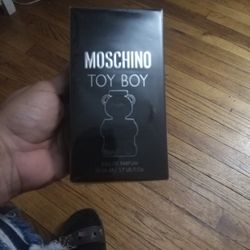 MOSCHINO
TOY BOY
EAU DE PARFUM